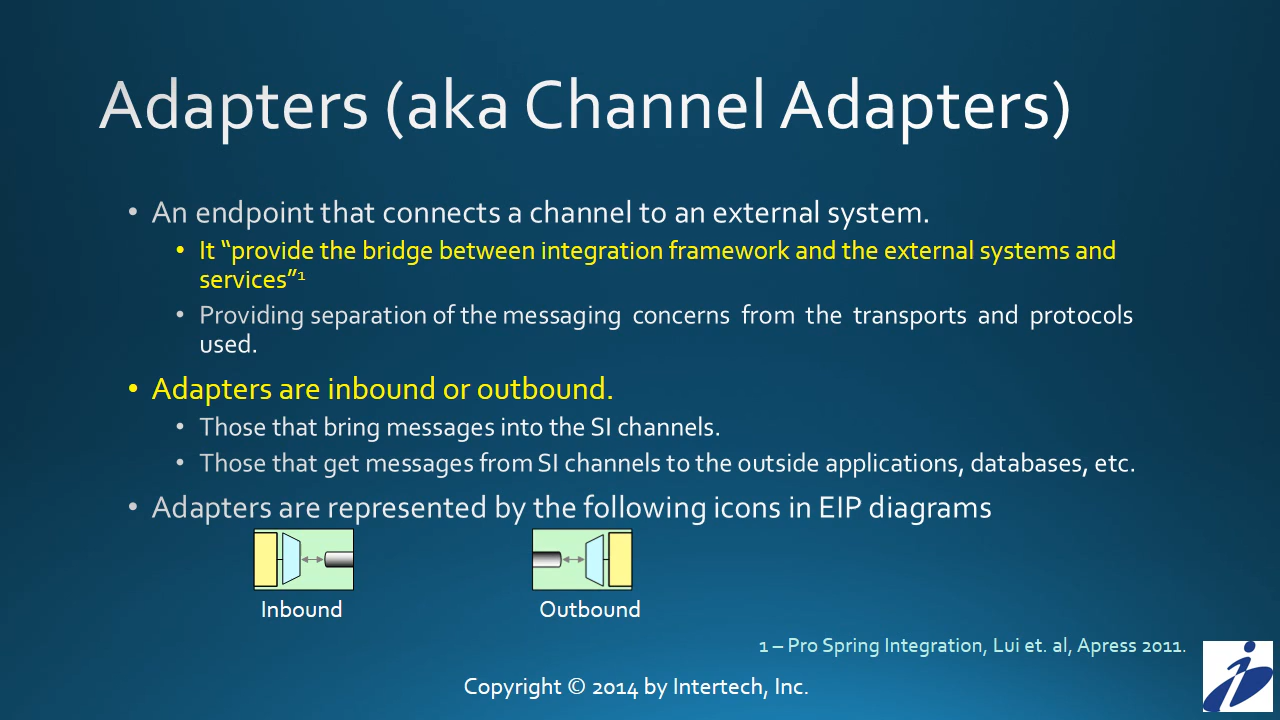 Adapters (aka Channel Adapters)
• An endpoint that connects a channel to an external system.
• It “provide the bridge between integration framework and the external systems and
services”¹
• Providing separation of the messaging concerns from the transports and protocols
used.
• Adapters are inbound or outbound.
• Those that bring messages into the SI channels.
• Those that get messages from SI channels to the outside applications, databases, etc.
• Adapters are represented by the following icons in EIP diagrams
Inbound
Outbound
1 – Pro Spring Integration, Lui et. al, Apress 2011.
Copyright © 2014 by Intertech, Inc.